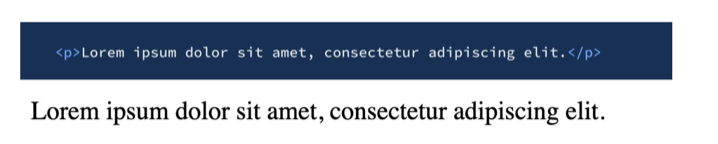 <p>Lorem ipsum dolor sit amet, consectetur adipiscing elit.</p>
Lorem ipsum dolor sit amet, consectetur adipiscing elit.